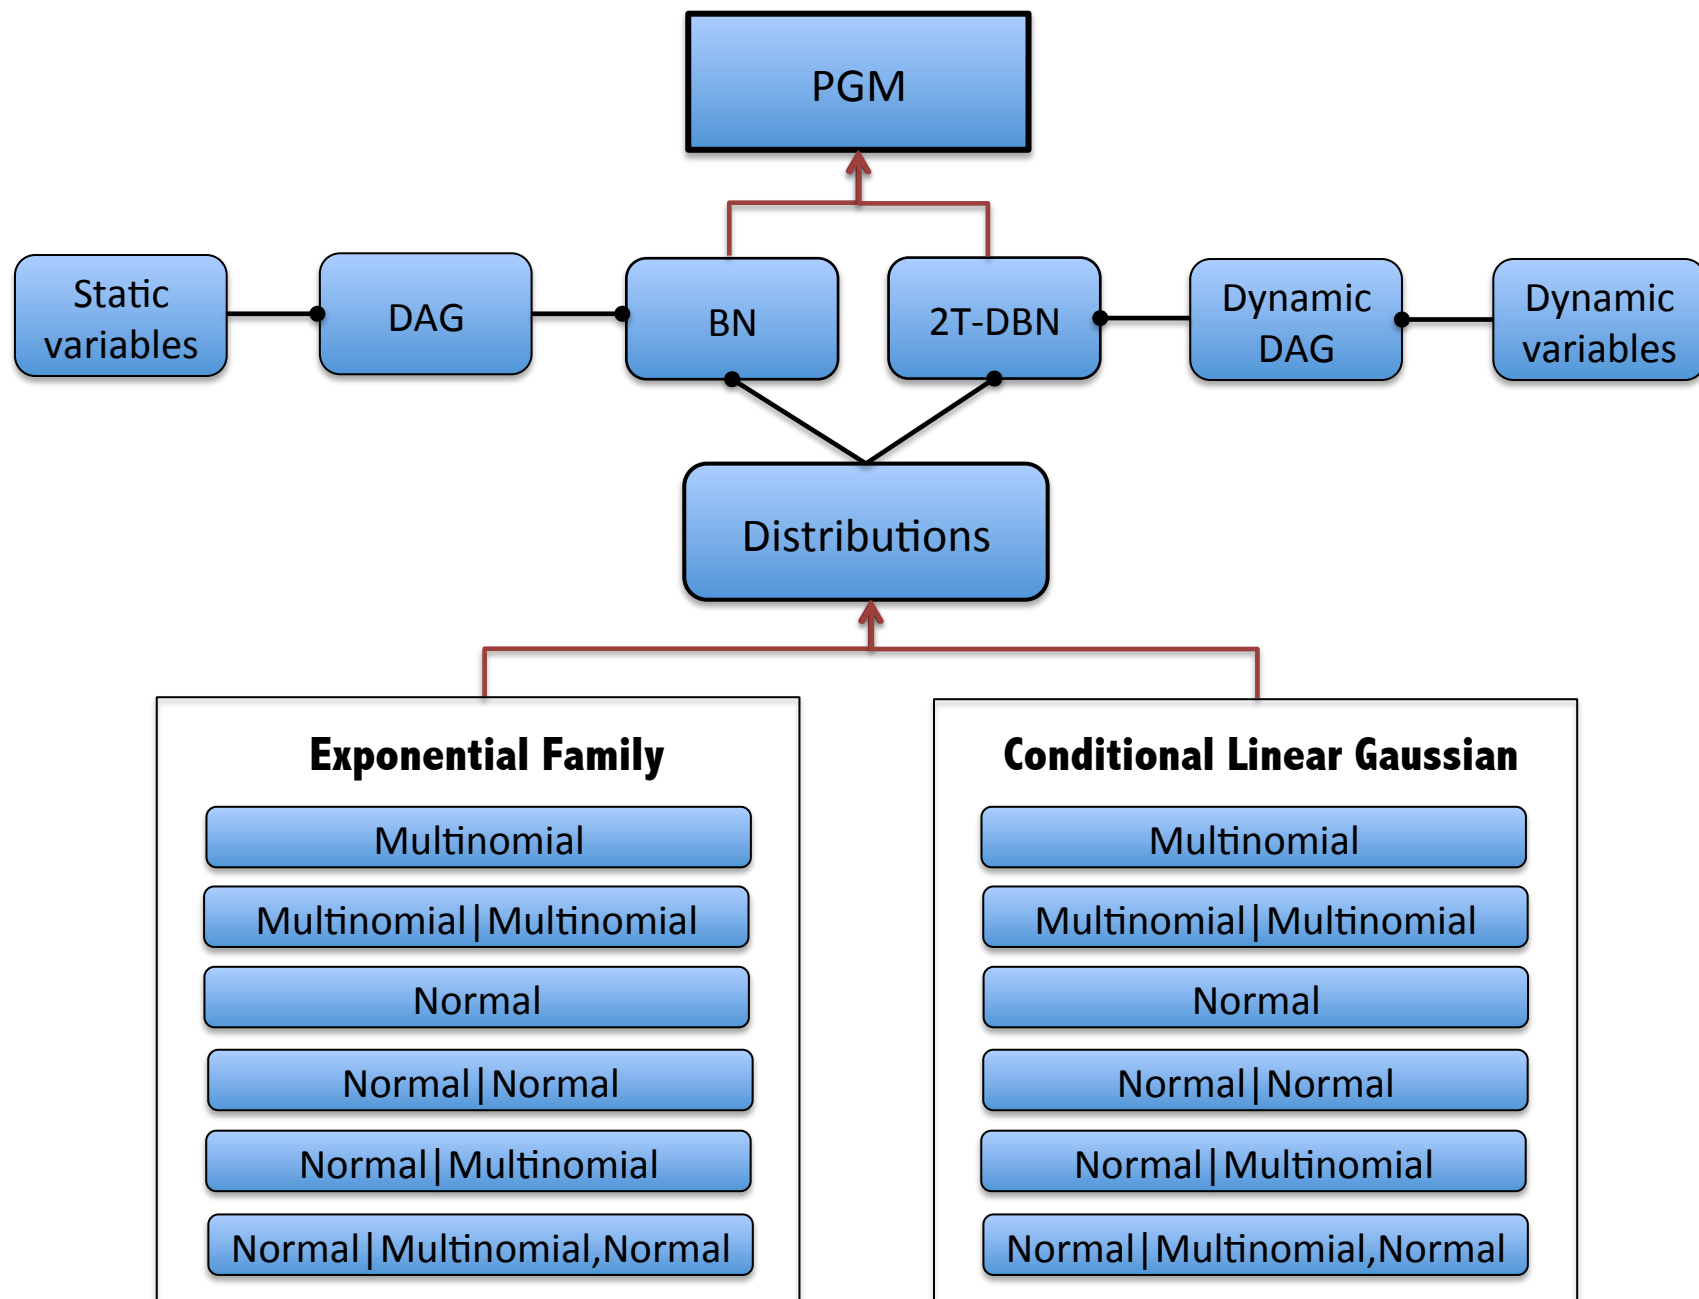 PGM
Static
variables
DAG
BN
2T-DBN
Dynamic
DAG
Dynamic
variables
Distributions
Exponential Family
Multinomial
Multinomial|Multinomial
Normal
Normal|Normal
Normal|Multinomial
Normal|Multinomial,Normal
Conditional Linear Gaussian
Multinomial
Multinomial|Multinomial
Normal
Normal|Normal
Normal|Multinomial
Normal|Multinomial,Normal